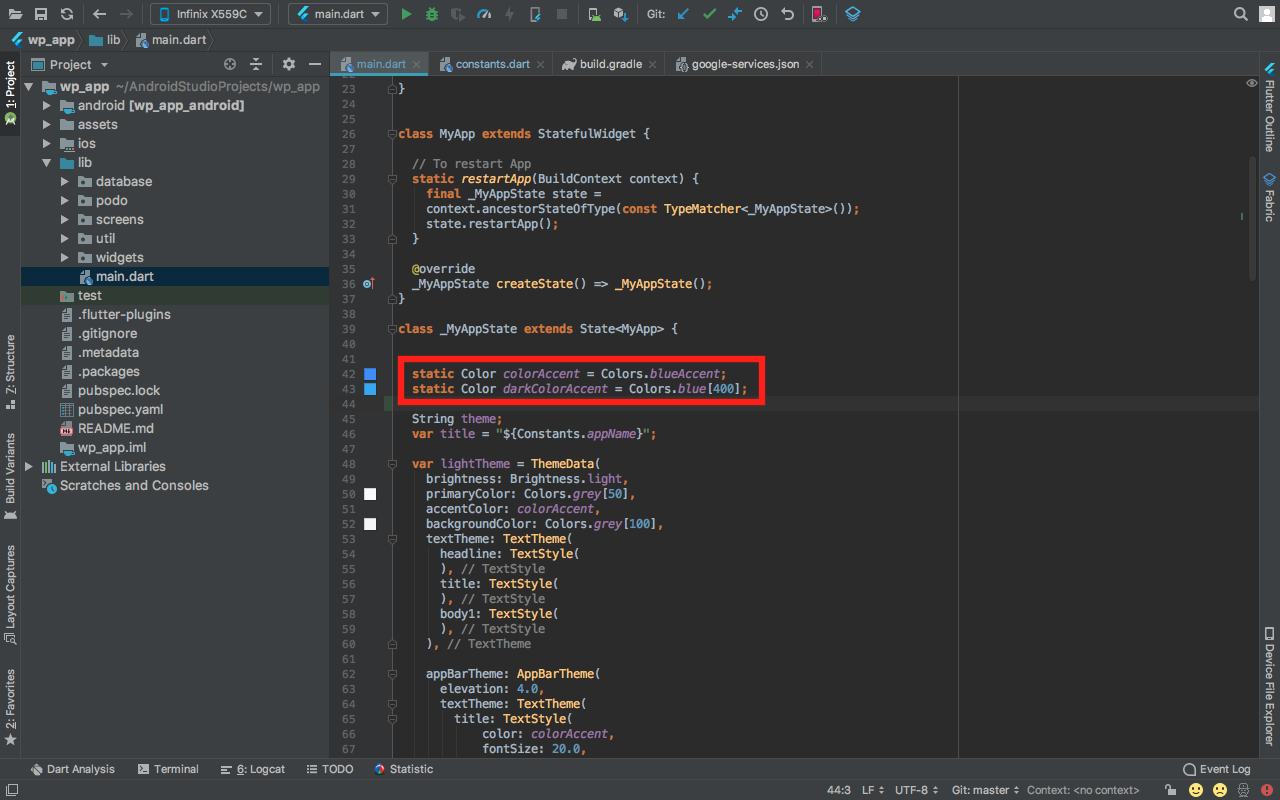 Infinix X559C
main.dart
Git:
wp_app
lib
main.dart
1: Project
Z: Structure
Build Variants
Layout Captures
2: Favorites
Project
wp_app ~/AndroidStudioProjects/wp_app
android [wp_app_android]
assets
ios
lib
database
podo
screens
util
widgets
main.dart
test
.flutter-plugins
.gitignore
.metadata
.packages
pubspec.lock
pubspec.yaml
README.md
wp_app.iml
External Libraries
Scratches and Consoles
main.dart
constants.dart
build.gradle
google-services.json
23 }
24
25
26 class MyApp extends StatefulWidget {
27
28 // To restart App
29 static restartApp(BuildContext context) {
30 final _MyAppState state =
31 context.ancestorStateOfType(const TypeMatcher<_MyAppState>());
32 state.restartApp();
33 }
34
35 @override
36 _MyAppState createState() => _MyAppState();
37 }
38
39 class _MyAppState extends State<MyApp> {
40
41
42 static Color colorAccent = Colors.blueAccent;
43 static Color darkColorAccent = Colors.blue[400];
44
45 String theme;
46 var title = "${Constants.appName}";
47
48 var lightTheme = ThemeData(
49 brightness: Brightness.light,
50 primaryColor: Colors.grey[50],
51 accentColor: colorAccent,
52 backgroundColor: Colors.grey[100],
53 textTheme: TextTheme(
54 headline: TextStyle(
55 ), // TextStyle
56 title: TextStyle(
57 ), // TextStyle
58 body1: TextStyle(
59 ), // TextStyle
60 ), // TextTheme
61
62 appBarTheme: AppBarTheme(
63 elevation: 4.0,
64 textTheme: TextTheme(
65 title: TextStyle(
66 color: colorAccent,
67 fontSize: 20.0,
Flutter Outline
Fabric
Device File Explorer
Dart Analysis
Terminal
6: Logcat
TODO
Statistic
Event Log
44:3
LF
UTF-8
Git: master
Context: <no context>